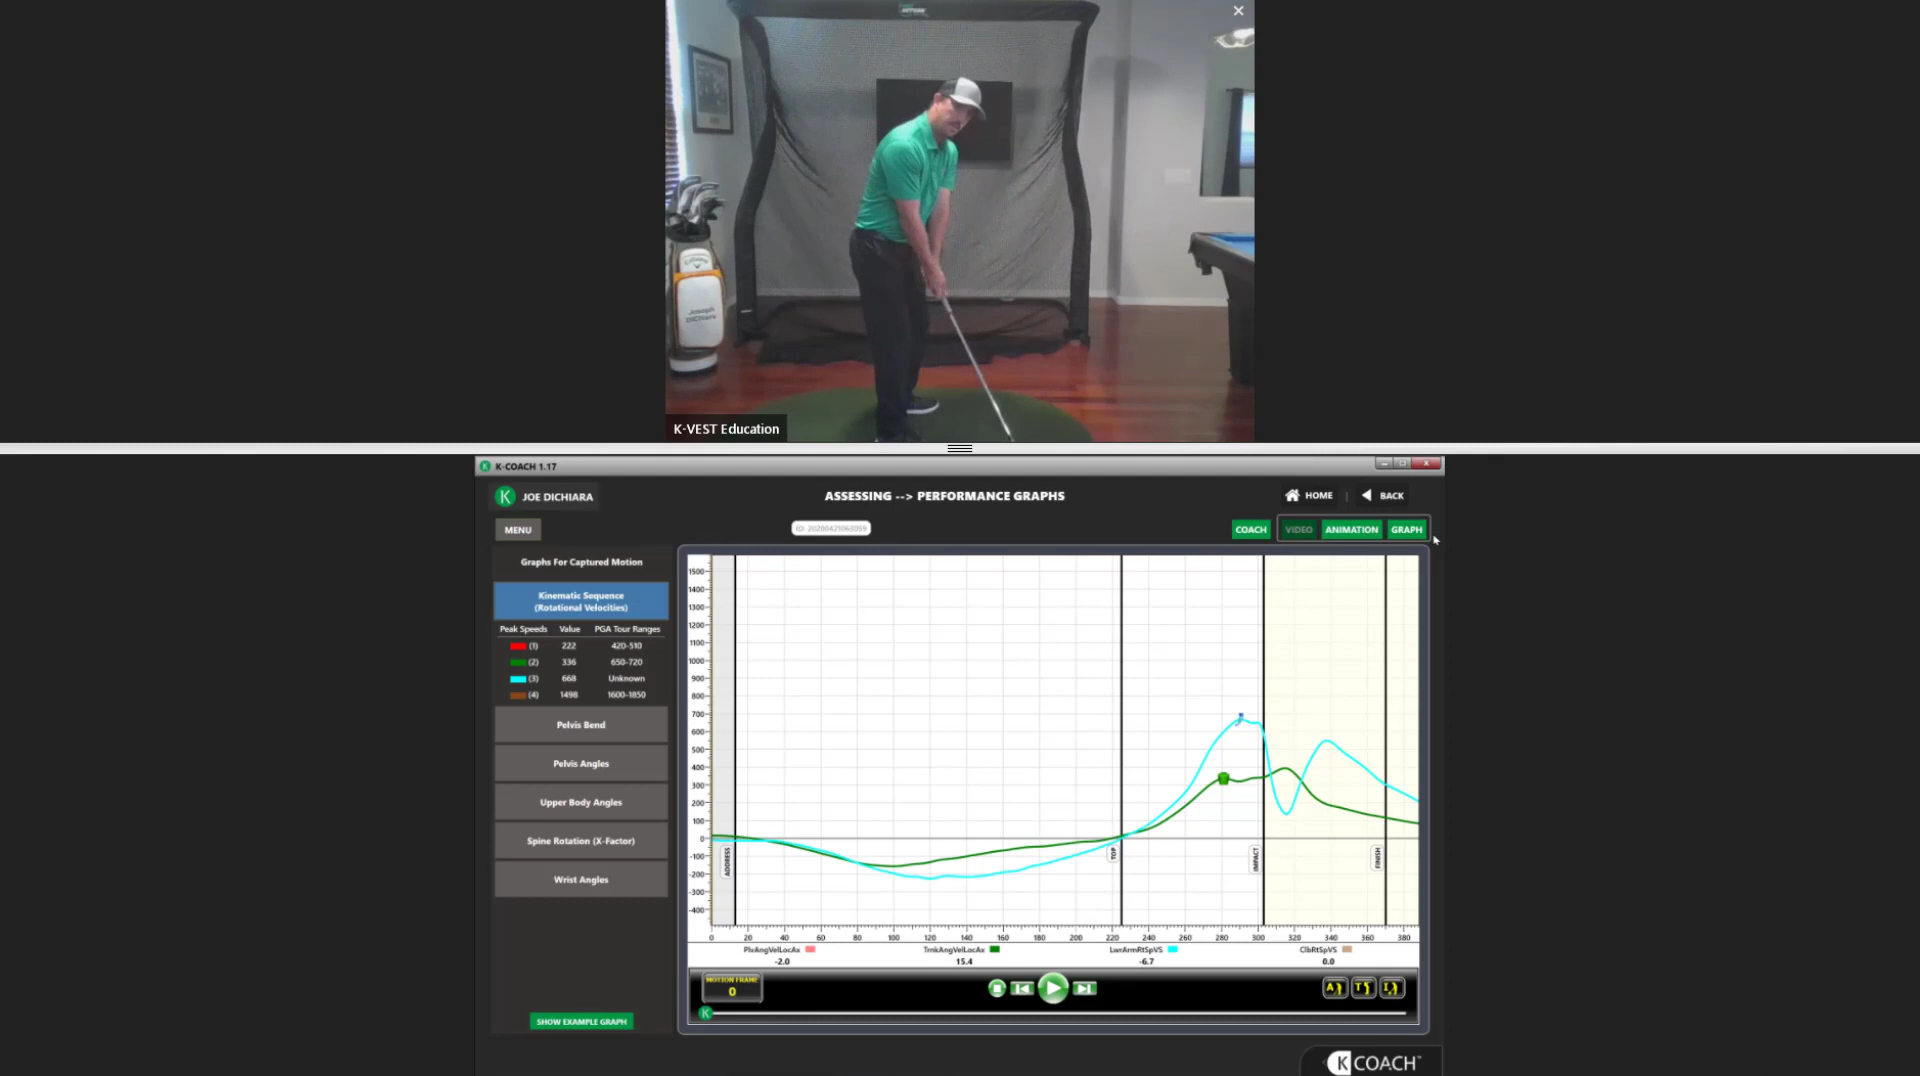 K-VEST Education
Joseph
DiChiara
K-COACH 1.17
K JOE DICHIARA
ASSESSING --> PERFORMANCE GRAPHS
HOME | BACK
MENU
COACH VIDEO ANIMATION GRAPH
Graphs For Captured Motion
Kinematic Sequence
(Rotational Velocities)
Peak Speeds Value PGA Tour Ranges
(1) 222 420-510
(2) 336 650-720
(3) 668 Unknown
(4) 1498 1600-1850
Pelvis Bend
Pelvis Angles
Upper Body Angles
Spine Rotation (X-Factor)
Wrist Angles
SHOW EXAMPLE GRAPH
1500
1400
1300
1200
1100
1000
900
800
700
600
500
400
300
200
100
0
-100
-200
-300
-400
ADDRESS
TOP
IMPACT
FINISH
0 20 40 60 80 100 120 140 160 180 200 220 240 260 280 300 320 340 360 380
PlvAngVelLocAx TrnkAngVelLocAx LwrArmRtSpVS ClbRtSpVS
-2.0 15.4 -6.7 0.0
MOTION FRAME
0
A T I
K
K COACH